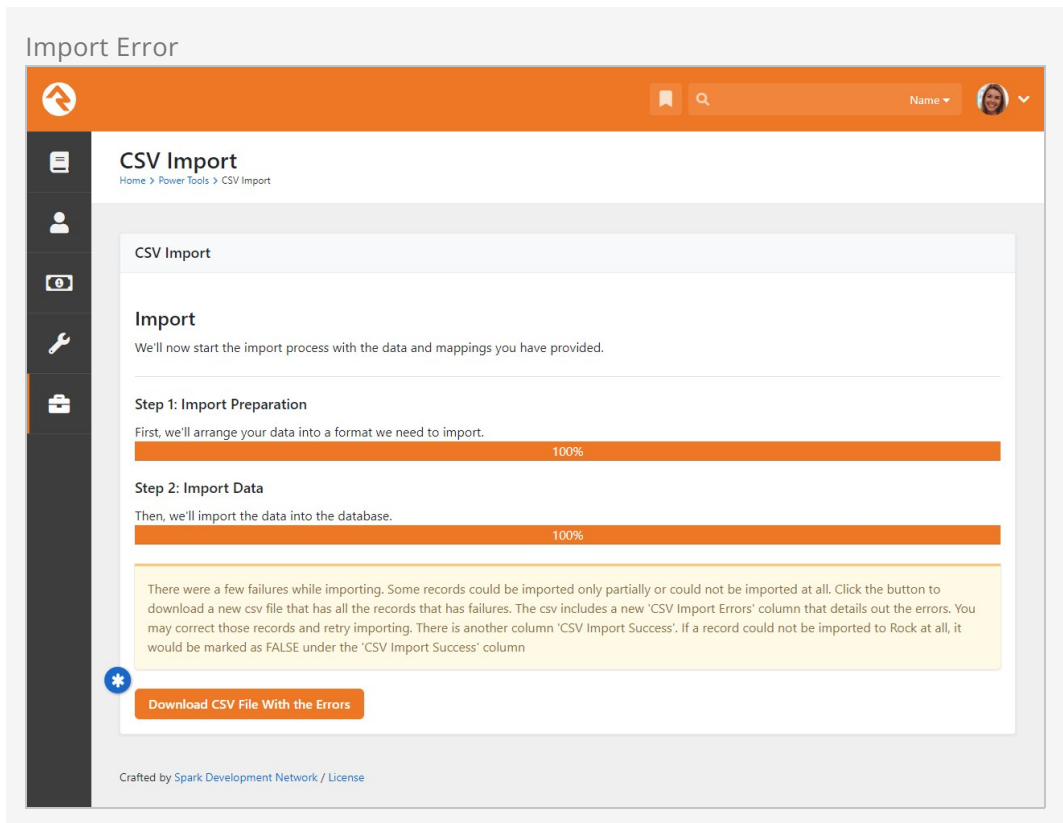 Import Error
Name
CSV Import
Home > Power Tools > CSV Import
CSV Import
Import
We'll now start the import process with the data and mappings you have provided.
Step 1: Import Preparation
First, we'll arrange your data into a format we need to import.
100%
Step 2: Import Data
Then, we'll import the data into the database.
100%
There were a few failures while importing. Some records could be imported only partially or could not be imported at all. Click the button to
download a new csv file that has all the records that has failures. The csv includes a new 'CSV Import Errors' column that details out the errors. You
may correct those records and retry importing. There is another column 'CSV Import Success'. If a record could not be imported to Rock at all, it
would be marked as FALSE under the 'CSV Import Success' column
Download CSV File With the Errors
Crafted by Spark Development Network / License